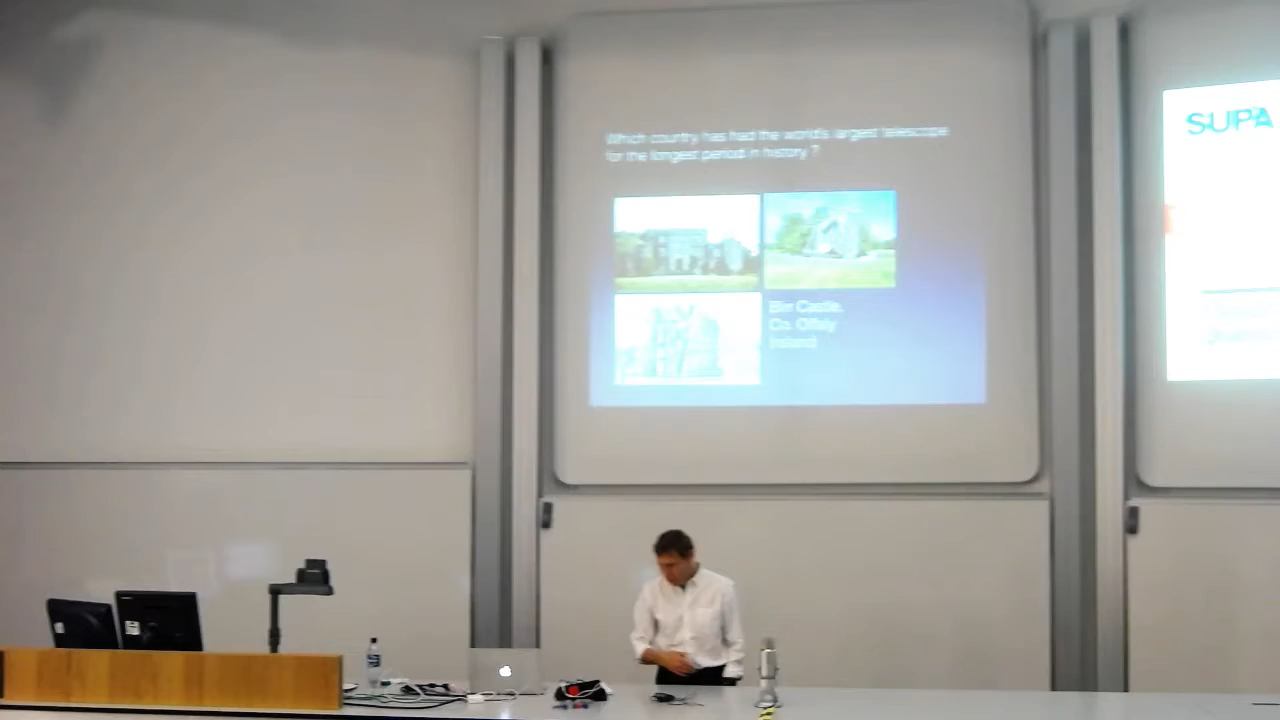 Which country has had the world's largest telescope
for the longest period in history ?
Birr Castle,
Co. Offaly
Ireland
SUPA